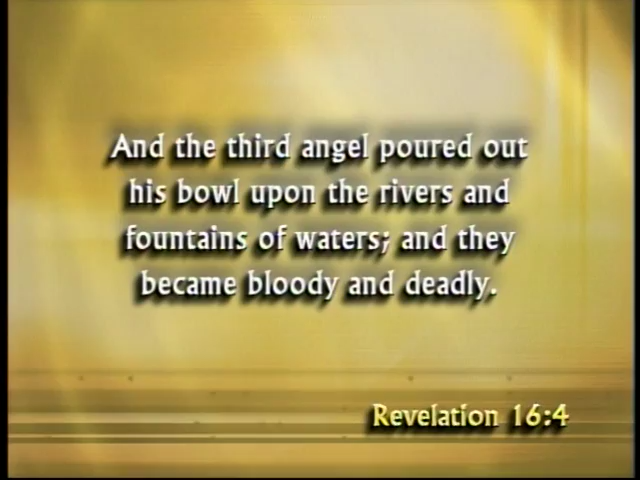 And the third angel poured out
his bowl upon the rivers and
fountains of waters; and they
became bloody and deadly.
Revelation 16:4